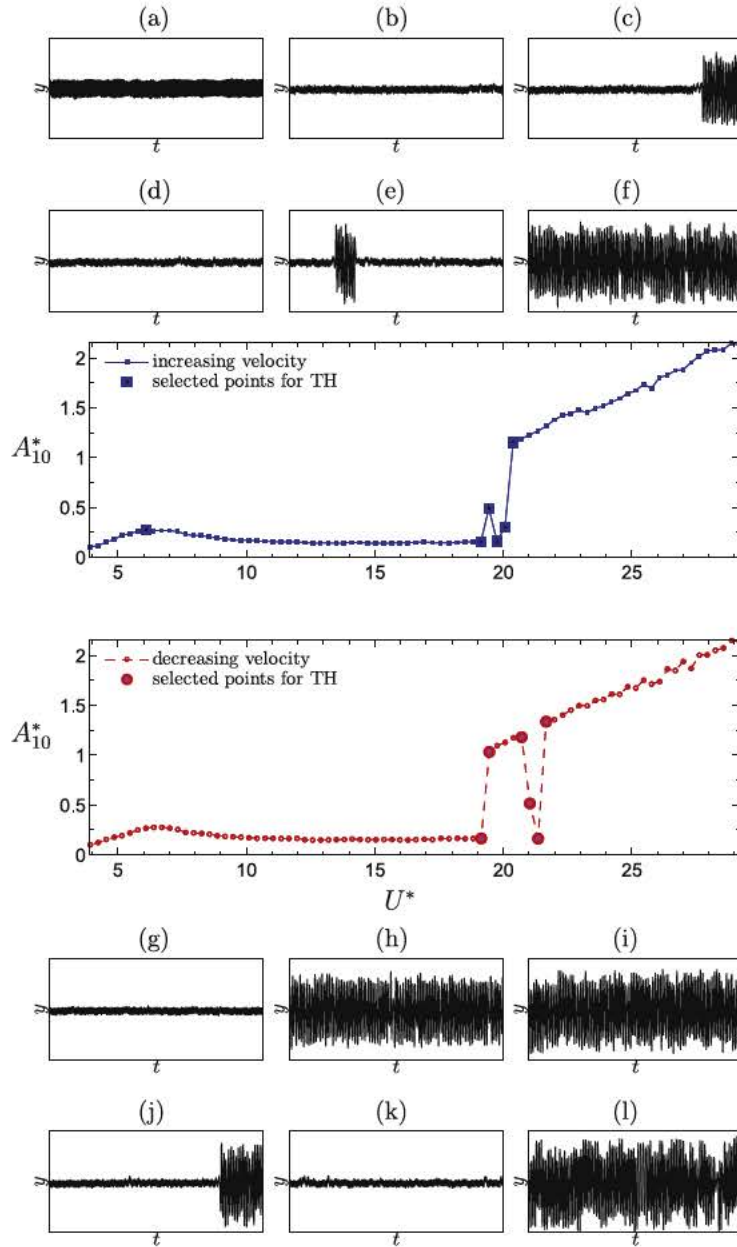 (a) (b) (c)
y y y
t t t
(d) (e) (f)
y y y
t t t
2
1.5
1
0.5
0
A*10
increasing velocity
selected points for TH
5 10 15 20 25
2
1.5
1
0.5
0
A*10
decreasing velocity
selected points for TH
5 10 15 20 25
U*
(g) (h) (i)
y y y
t t t
(j) (k) (l)
y y y
t t t